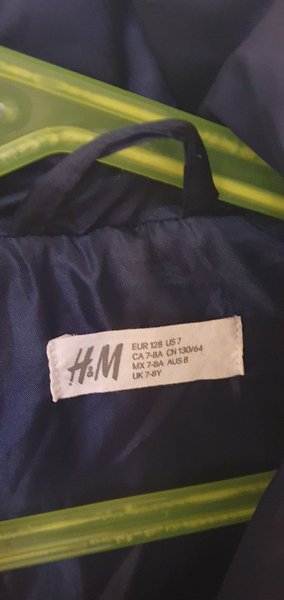 H&M
EUR 128 US 7
CA 7-8A CN 130/64
MX 7-8A AUS 8
UK 7-8Y